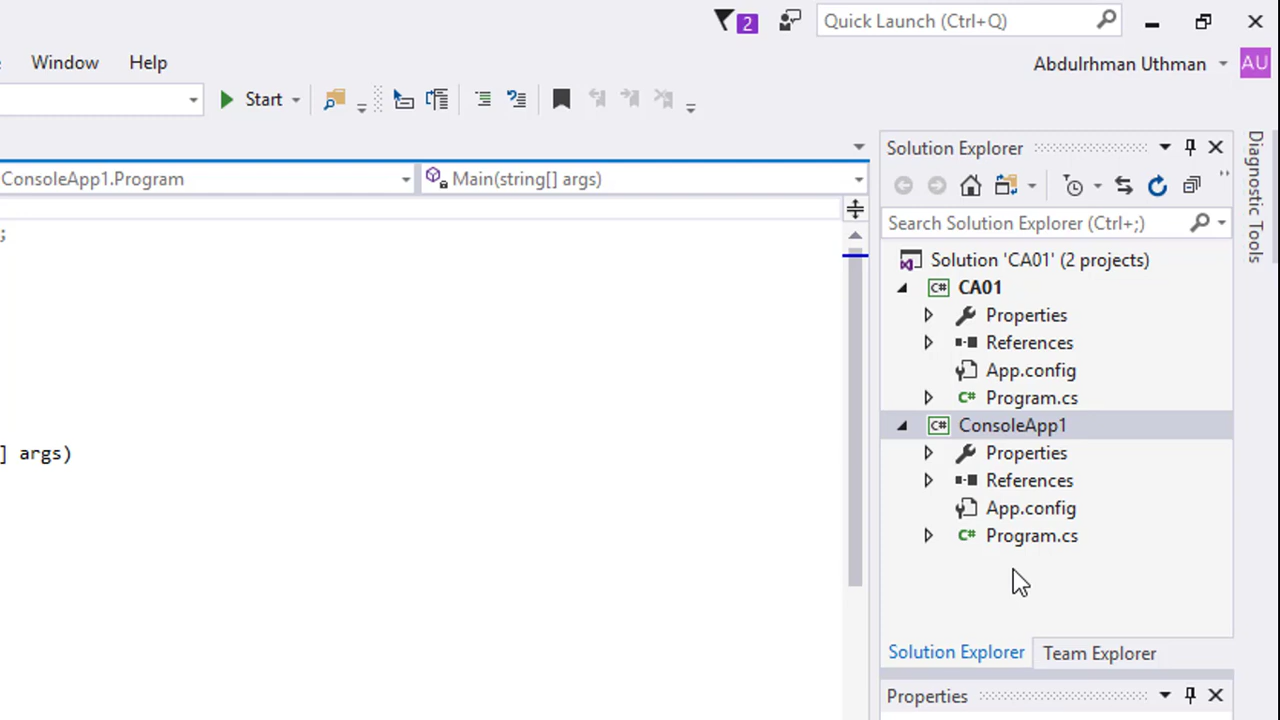 2
Quick Launch (Ctrl+Q)
Window Help
Abdulrhman Uthman
AU
Start
ConsoleApp1.Program
Main(string[] args)
;
] args)
Solution Explorer
Search Solution Explorer (Ctrl+;)
Solution 'CA01' (2 projects)
C# CA01
Properties
References
App.config
C# Program.cs
C# ConsoleApp1
Properties
References
App.config
C# Program.cs
Solution Explorer Team Explorer
Properties
Diagnostic Tools